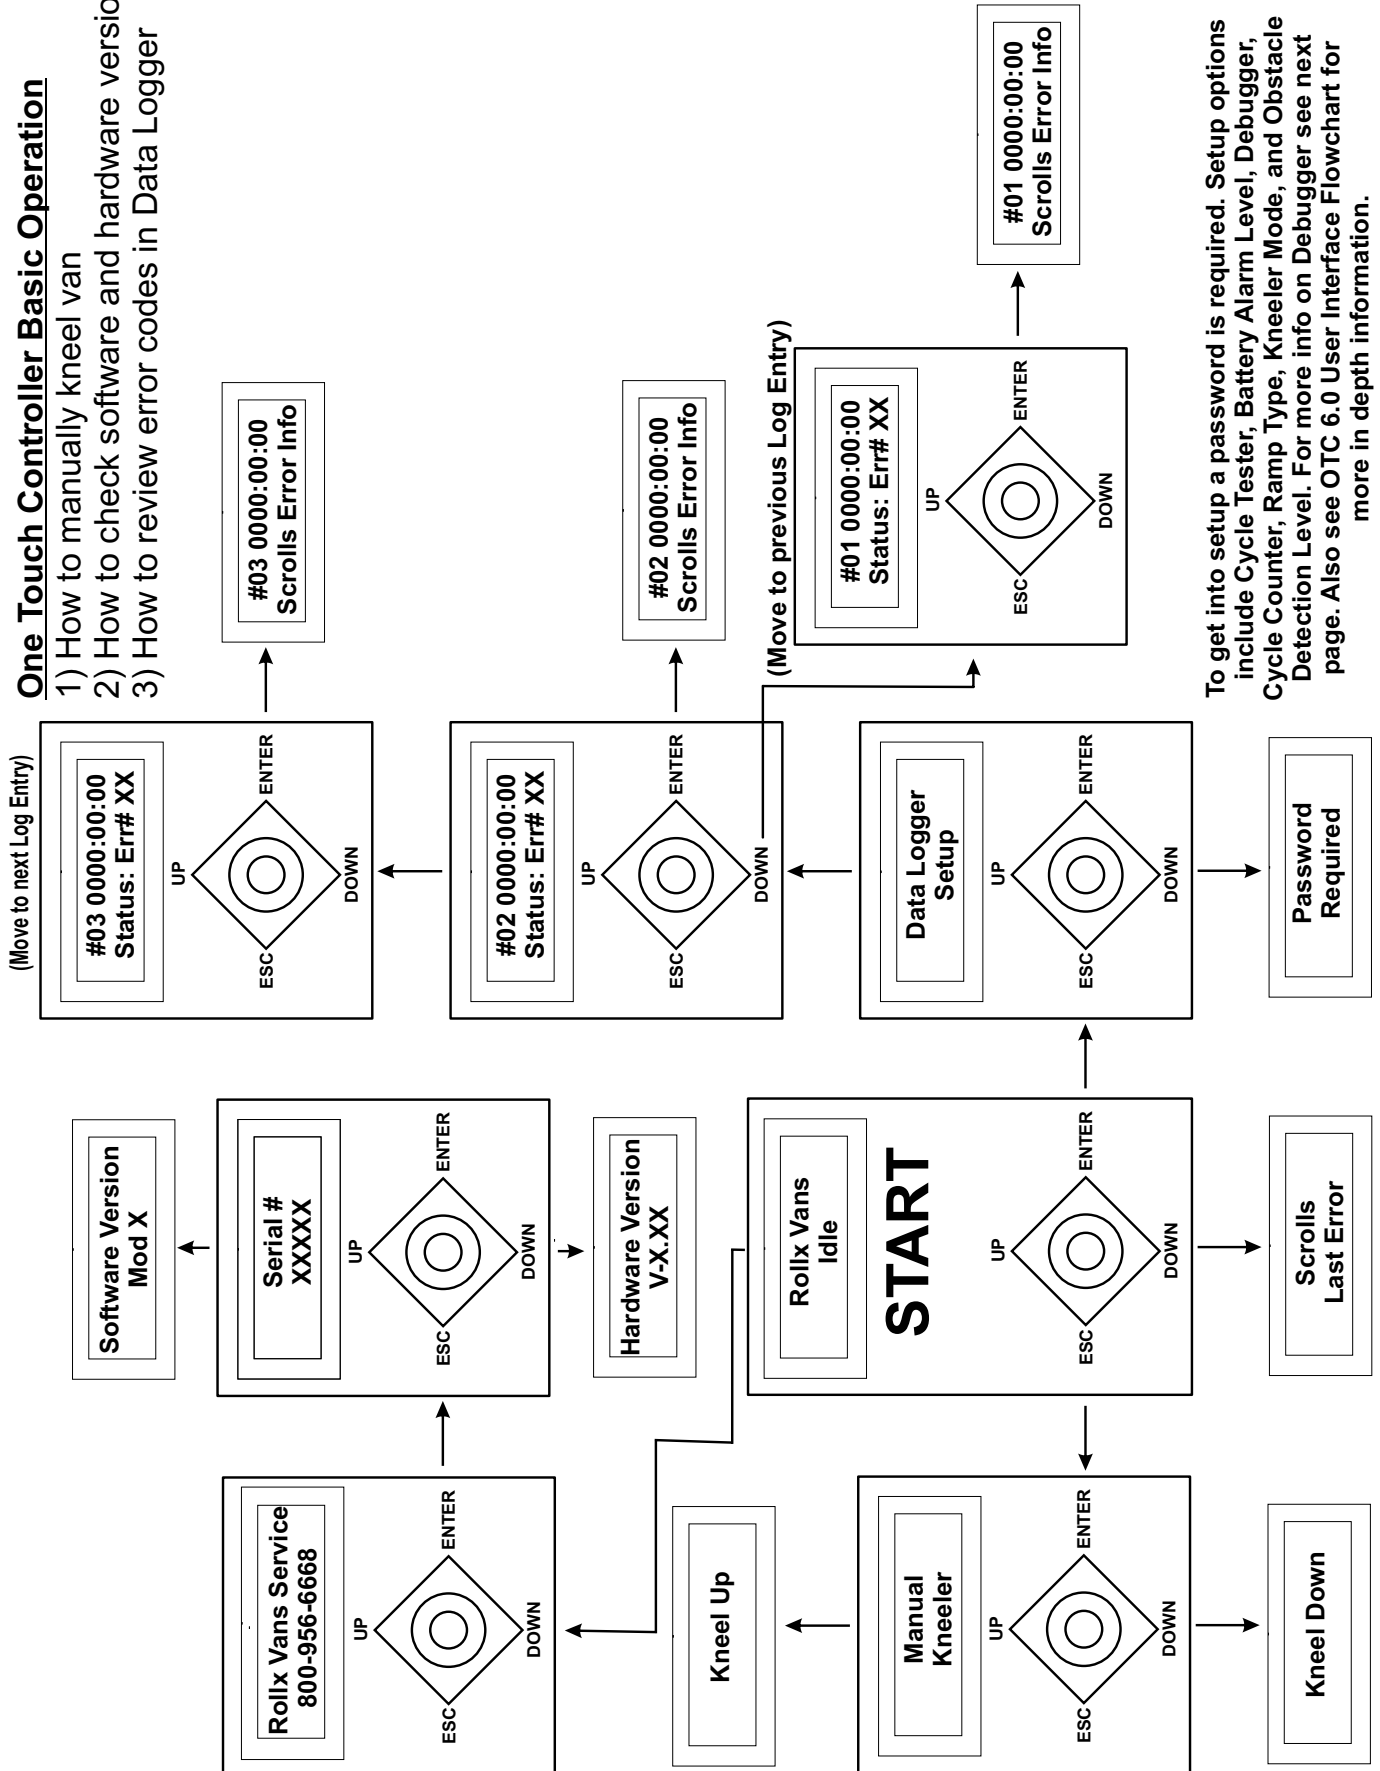 One Touch Controller Basic Operation
1) How to manually kneel van
2) How to check software and hardware versio
3) How to review error codes in Data Logger
(Move to next Log Entry)
#03 0000:00:00
Status: Err# XX
UP
ESC
ENTER
DOWN
#03 0000:00:00
Scrolls Error Info
Software Version
Mod X
Serial #
XXXXX
UP
ESC
ENTER
DOWN
Hardware Version
V-X.XX
Rollx Vans Service
800-956-6668
UP
ESC
ENTER
DOWN
#02 0000:00:00
Status: Err# XX
UP
ESC
ENTER
DOWN
#02 0000:00:00
Scrolls Error Info
(Move to previous Log Entry)
#01 0000:00:00
Status: Err# XX
UP
ESC
ENTER
DOWN
#01 0000:00:00
Scrolls Error Info
Kneel Up
Manual
Kneeler
UP
ESC
ENTER
DOWN
Kneel Down
Rollx Vans
Idle
START
UP
ESC
ENTER
DOWN
Scrolls
Last Error
Data Logger
Setup
UP
ESC
ENTER
DOWN
Password
Required
To get into setup a password is required. Setup options
include Cycle Tester, Battery Alarm Level, Debugger,
Cycle Counter, Ramp Type, Kneeler Mode, and Obstacle
Detection Level. For more info on Debugger see next
page. Also see OTC 6.0 User Interface Flowchart for
more in depth information.